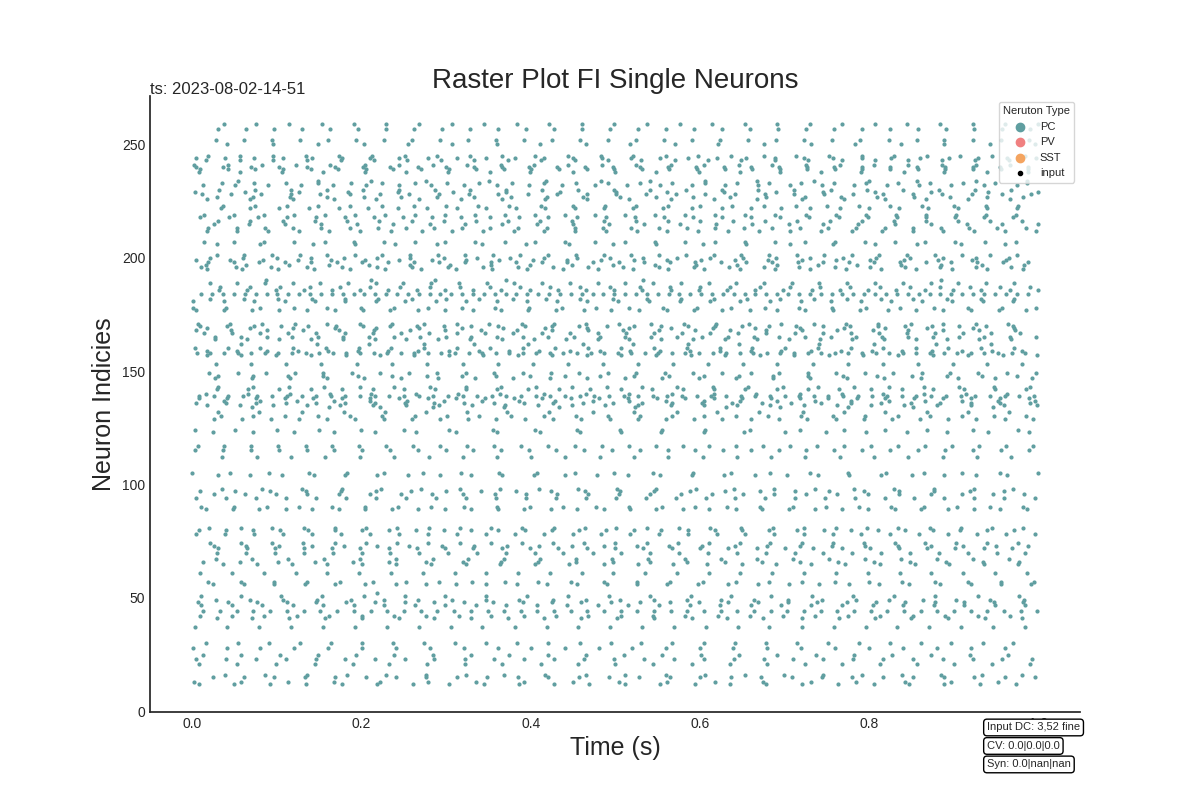 Raster Plot FI Single Neurons
ts: 2023-08-02-14-51
Neruton Type
PC
PV
SST
input
Neuron Indicies
250
200
150
100
50
0
0.0
0.2
0.4
0.6
0.8
Time (s)
Input DC: 3,52 fine
CV: 0.0|0.0|0.0
Syn: 0.0|nan|nan